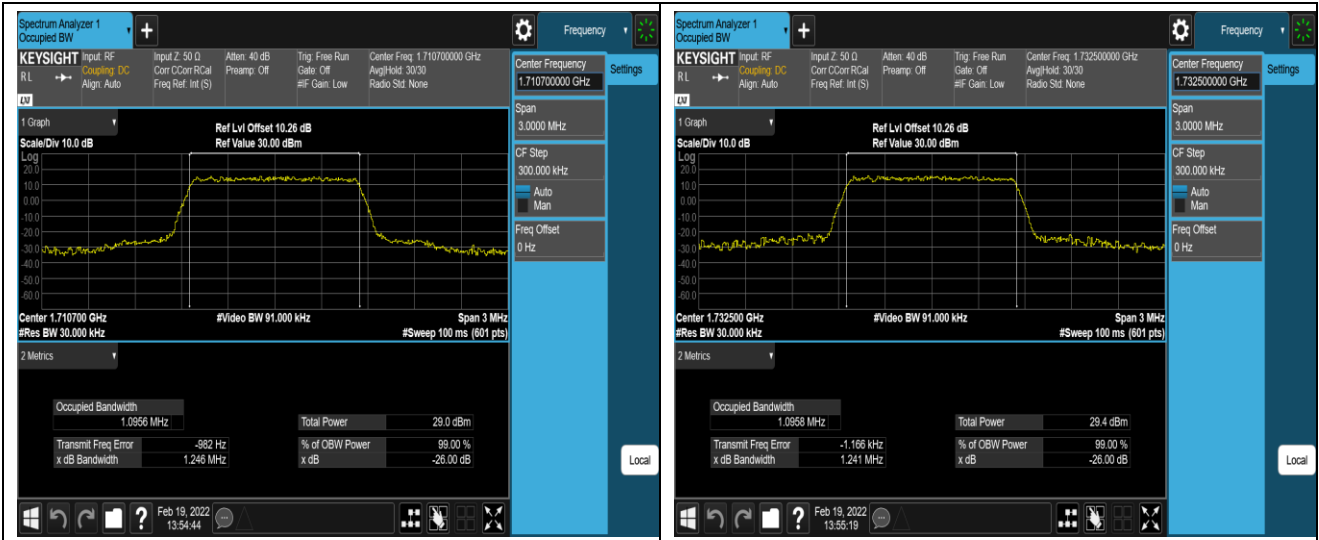 Spectrum Analyzer 1
Occupied BW
+
Frequency
KEYSIGHT
RL
LXI
Input: RF
Coupling: DC
Align: Auto
Input Z: 50 Ω
Corr CCorr RCal
Freq Ref: Int (S)
Atten: 40 dB
Preamp: Off
Trig: Free Run
Gate: Off
#IF Gain: Low
Center Freq: 1.710700000 GHz
Avg|Hold: 30/30
Radio Std: None
Center Frequency
1.710700000 GHz
Settings
Span
3.0000 MHz
CF Step
300.000 kHz
Auto
Man
Freq Offset
0 Hz
Local
1 Graph
Scale/Div 10.0 dB
Ref Lvl Offset 10.26 dB
Ref Value 30.00 dBm
Log
20.0
10.0
0.00
-10.0
-20.0
-30.0
-40.0
-50.0
-60.0
Center 1.710700 GHz
#Res BW 30.000 kHz
#Video BW 91.000 kHz
Span 3 MHz
#Sweep 100 ms (601 pts)
2 Metrics
Occupied Bandwidth
1.0956 MHz
Total Power 29.0 dBm
Transmit Freq Error -982 Hz
% of OBW Power 99.00 %
x dB Bandwidth 1.246 MHz
x dB -26.00 dB
?
Feb 19, 2022
13:54:44
Spectrum Analyzer 1
Occupied BW
+
Frequency
KEYSIGHT
RL
LXI
Input: RF
Coupling: DC
Align: Auto
Input Z: 50 Ω
Corr CCorr RCal
Freq Ref: Int (S)
Atten: 40 dB
Preamp: Off
Trig: Free Run
Gate: Off
#IF Gain: Low
Center Freq: 1.732500000 GHz
Avg|Hold: 30/30
Radio Std: None
Center Frequency
1.732500000 GHz
Settings
Span
3.0000 MHz
CF Step
300.000 kHz
Auto
Man
Freq Offset
0 Hz
Local
1 Graph
Scale/Div 10.0 dB
Ref Lvl Offset 10.26 dB
Ref Value 30.00 dBm
Log
20.0
10.0
0.00
-10.0
-20.0
-30.0
-40.0
-50.0
-60.0
Center 1.732500 GHz
#Res BW 30.000 kHz
#Video BW 91.000 kHz
Span 3 MHz
#Sweep 100 ms (601 pts)
2 Metrics
Occupied Bandwidth
1.0958 MHz
Total Power 29.4 dBm
Transmit Freq Error -1.166 kHz
% of OBW Power 99.00 %
x dB Bandwidth 1.241 MHz
x dB -26.00 dB
?
Feb 19, 2022
13:55:19